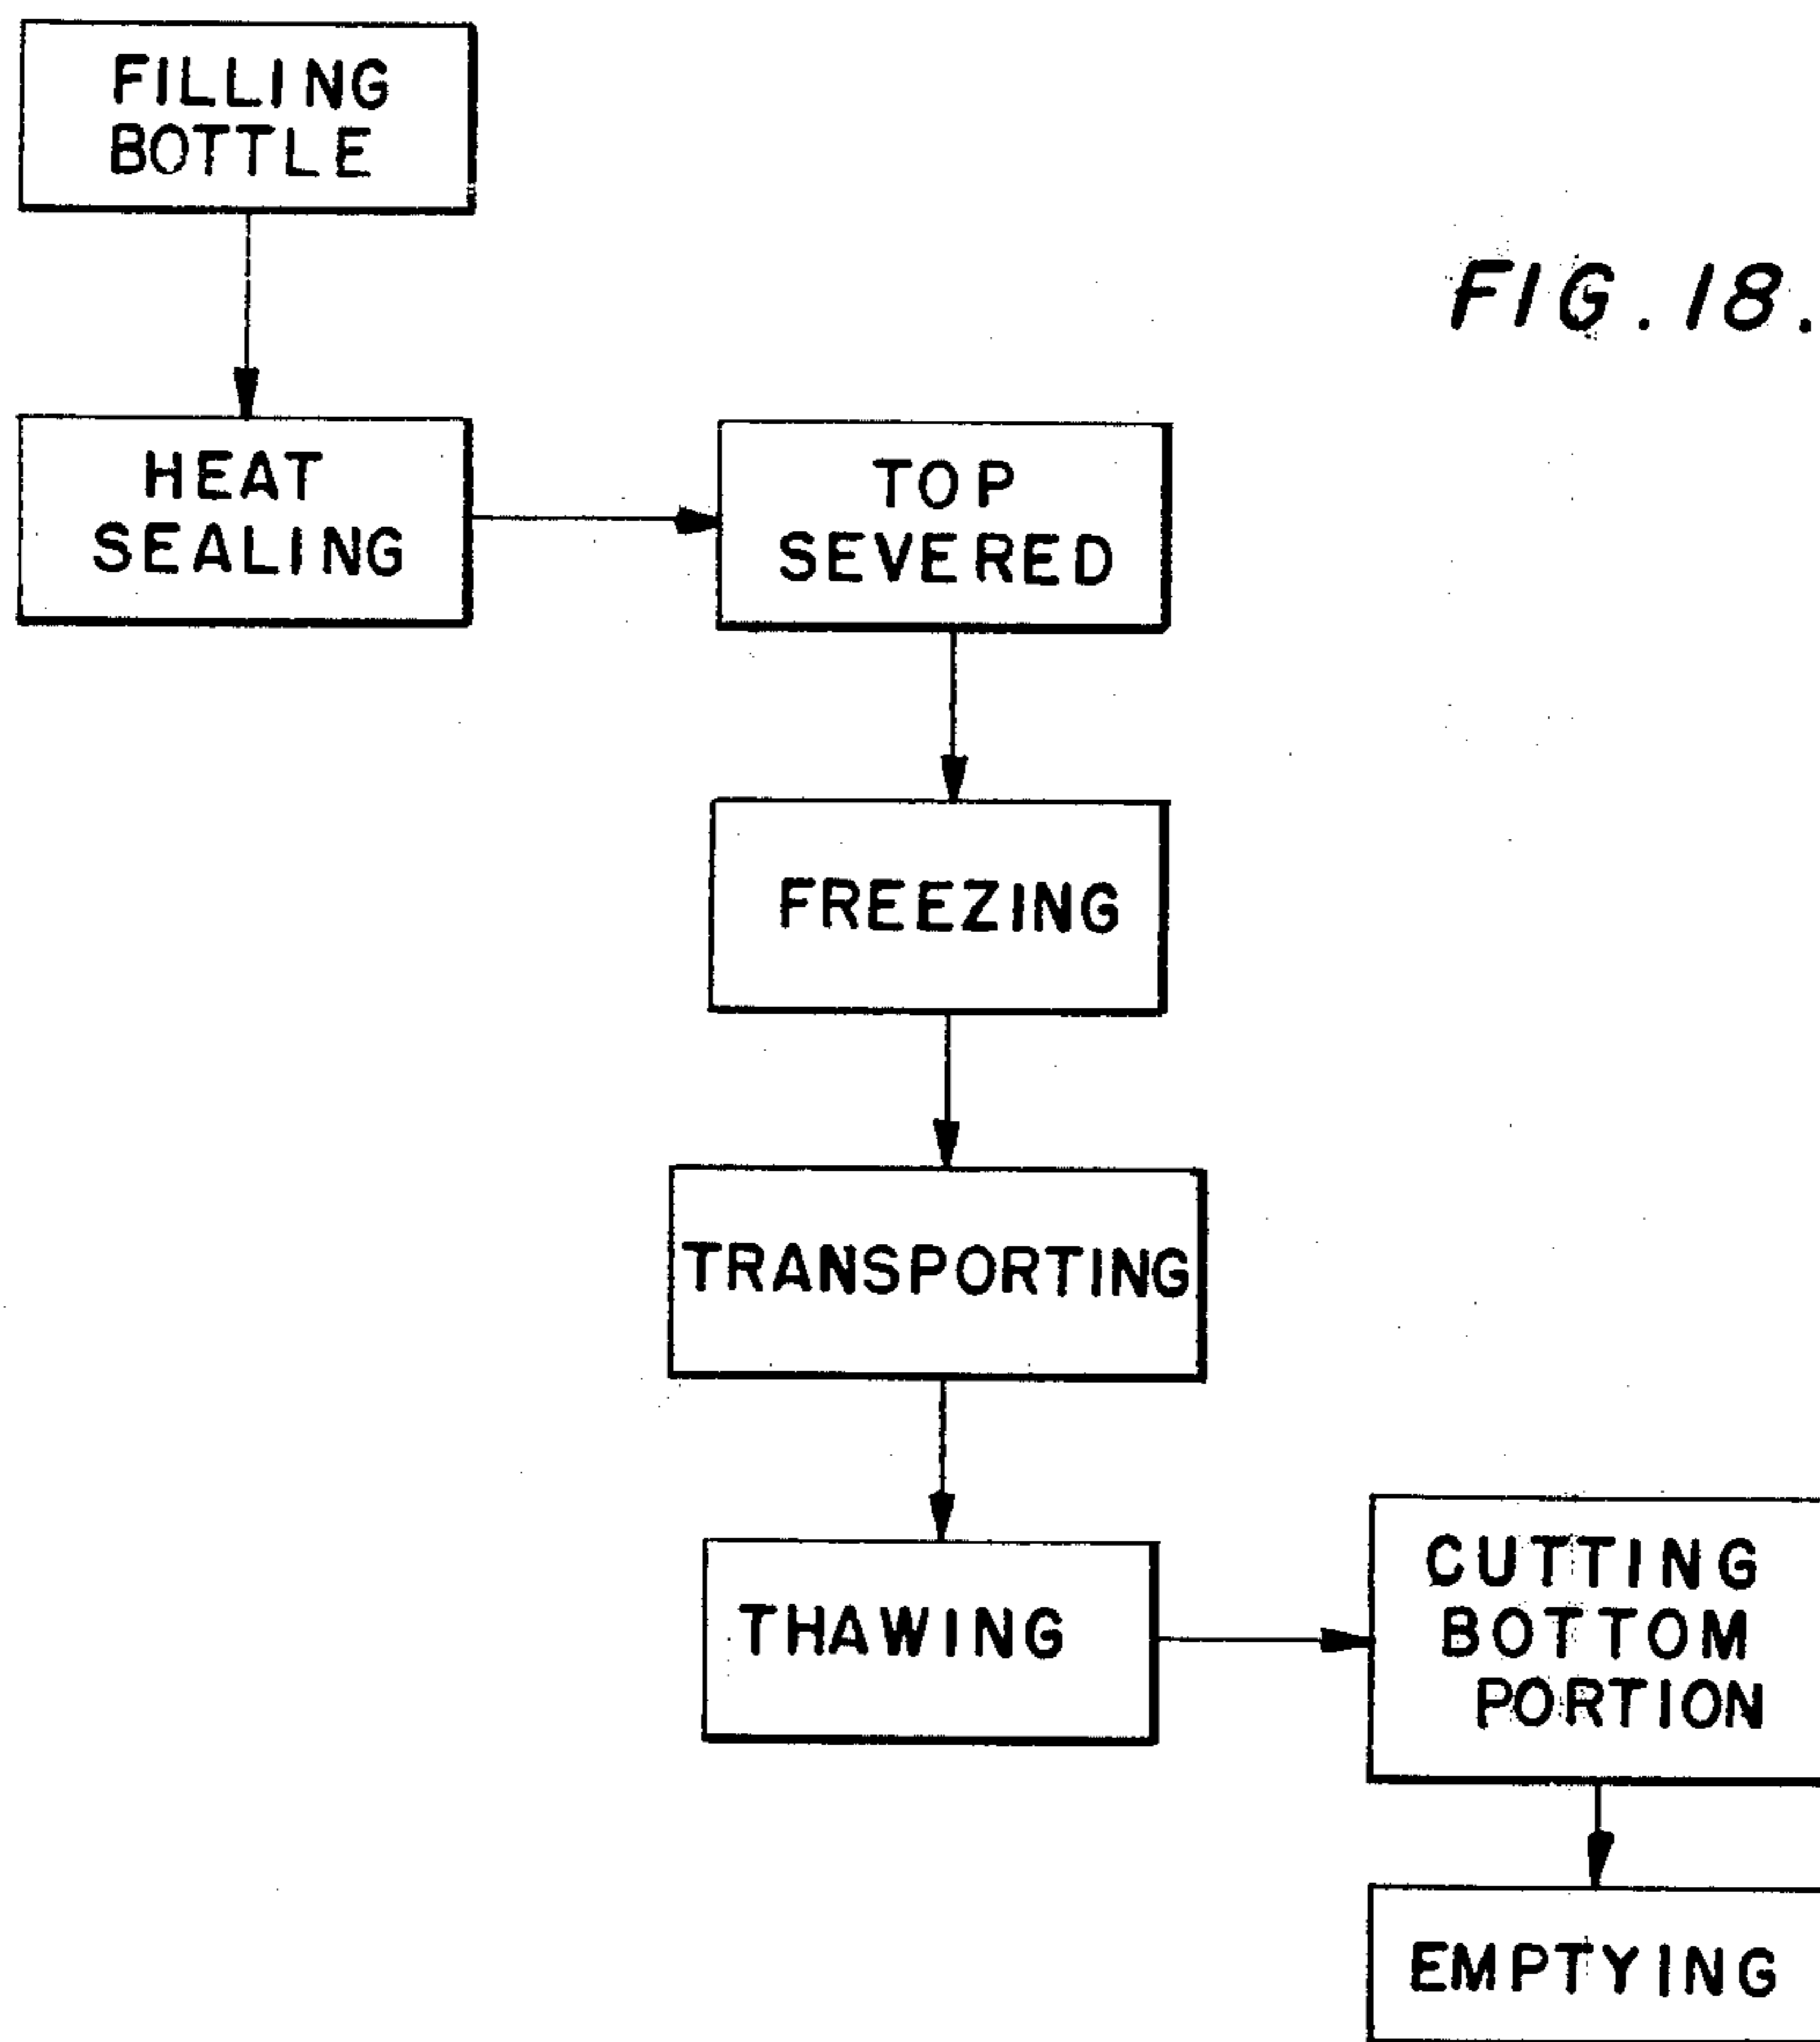 FILLING
BOTTLE
FIG. 18.
HEAT
SEALING
TOP
SEVERED
FREEZING
TRANSPORTING
THAWING
CUTTING
BOTTOM
PORTION
EMPTYING